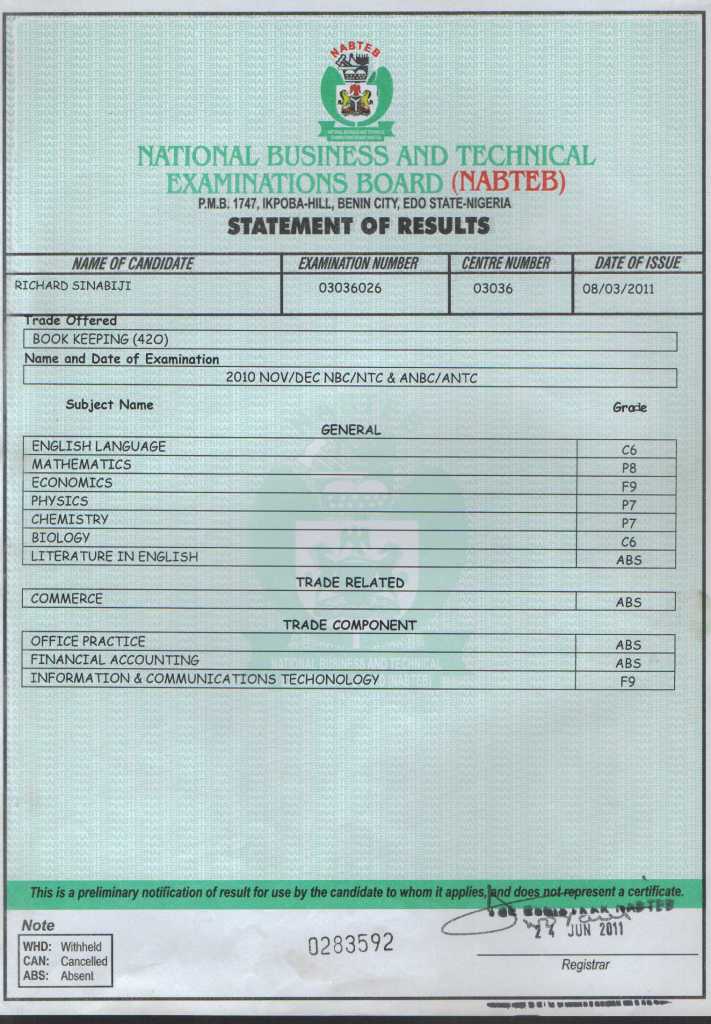 NABTEB
NATIONAL BUSINESS AND TECHNICAL
EXAMINATIONS BOARD (NABTEB)
P.M.B. 1747, IKPOBA-HILL, BENIN CITY, EDO STATE-NIGERIA
STATEMENT OF RESULTS
NAME OF CANDIDATE EXAMINATION NUMBER CENTRE NUMBER DATE OF ISSUE
RICHARD SINABIJI 03036026 03036 08/03/2011
Trade Offered
BOOK KEEPING (420)
Name and Date of Examination
2010 NOV/DEC NBC/NTC & ANBC/ANTC
Subject Name Grade
GENERAL
ENGLISH LANGUAGE C6
MATHEMATICS P8
ECONOMICS F9
PHYSICS P7
CHEMISTRY P7
BIOLOGY C6
LITERATURE IN ENGLISH ABS
TRADE RELATED
COMMERCE ABS
TRADE COMPONENT
OFFICE PRACTICE ABS
FINANCIAL ACCOUNTING ABS
INFORMATION & COMMUNICATIONS TECHONOLOGY F9
NATIONAL BUSINESS AND TECHNICAL
This is a preliminary notification of result for use by the candidate to whom it applies, and does not represent a certificate.
Note
WHD: Withheld
CAN: Cancelled
ABS: Absent
0283592
NABTEB
24 JUN 2011
Registrar